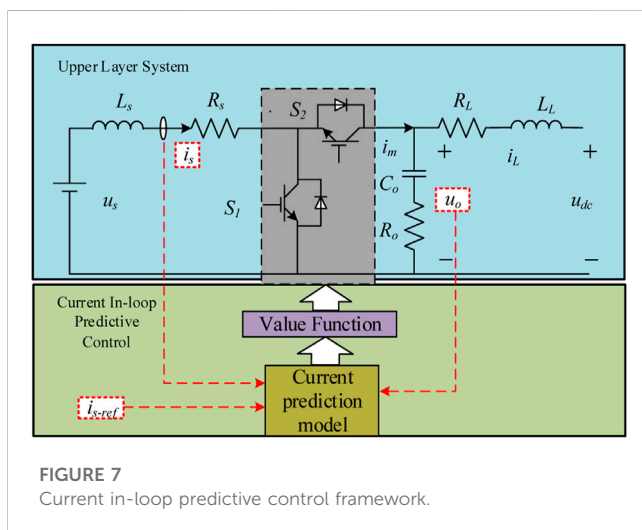 Upper Layer System
L_s
R_s
S_2
R_L
L_L
i_s
i_m
+
i_L
+
C_o
u_s
S_1
u_o
u_dc
R_o
−
−
Current In-loop
Predictive
Control
Value Function
Current
prediction
model
i_s-ref
FIGURE 7
Current in-loop predictive control framework.